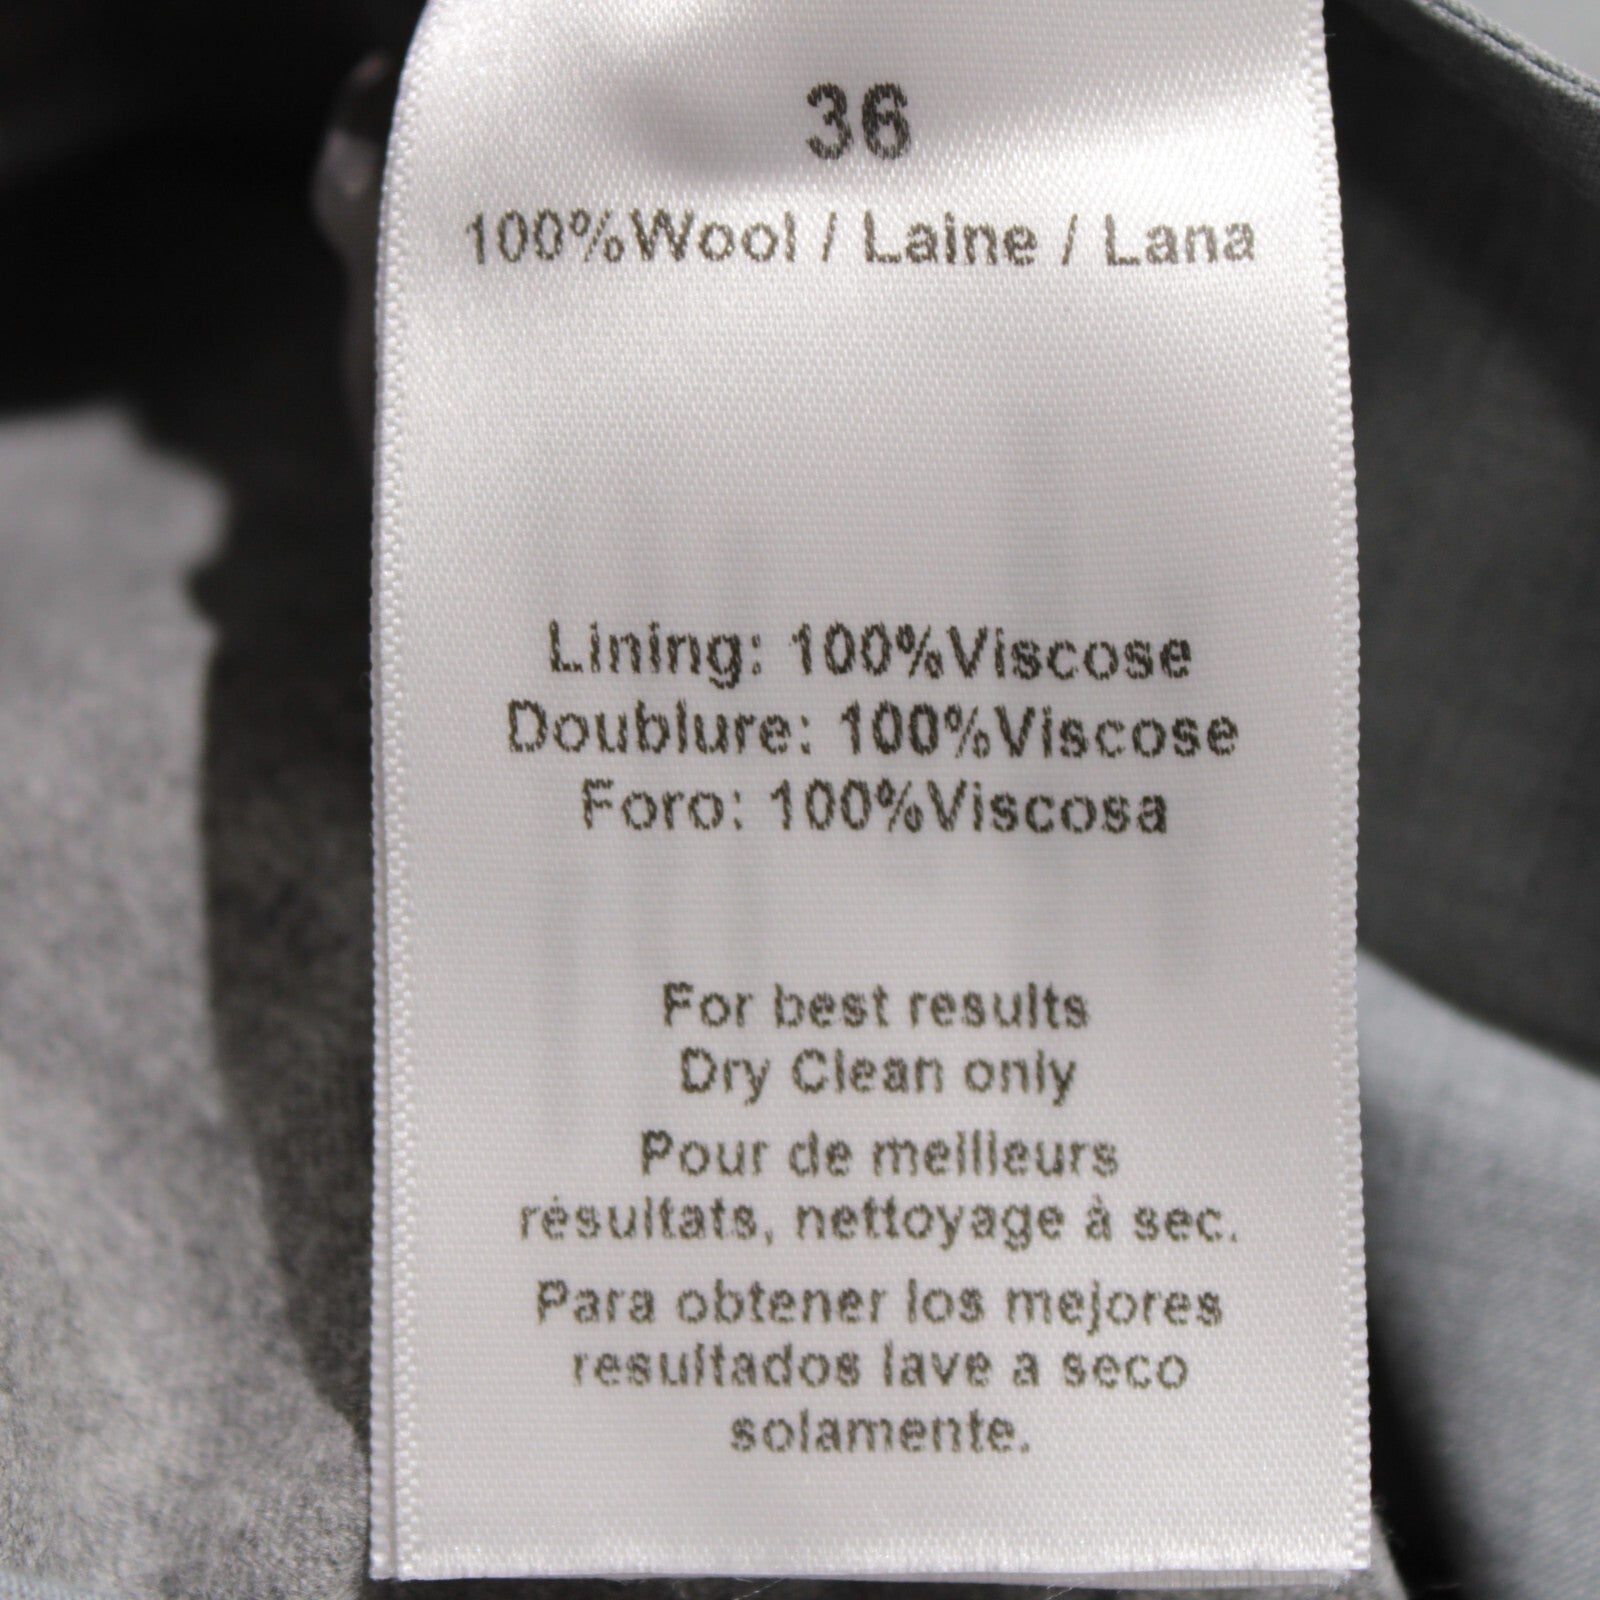 36
100%Wool / Laine / Lana
Lining: 100%Viscose
Doublure: 100%Viscose
Foro: 100%Viscosa
For best results
Dry Clean only
Pour de meilleurs
résultats, nettoyage à sec.
Para obtener los mejores
resultados lave a seco
solamente.